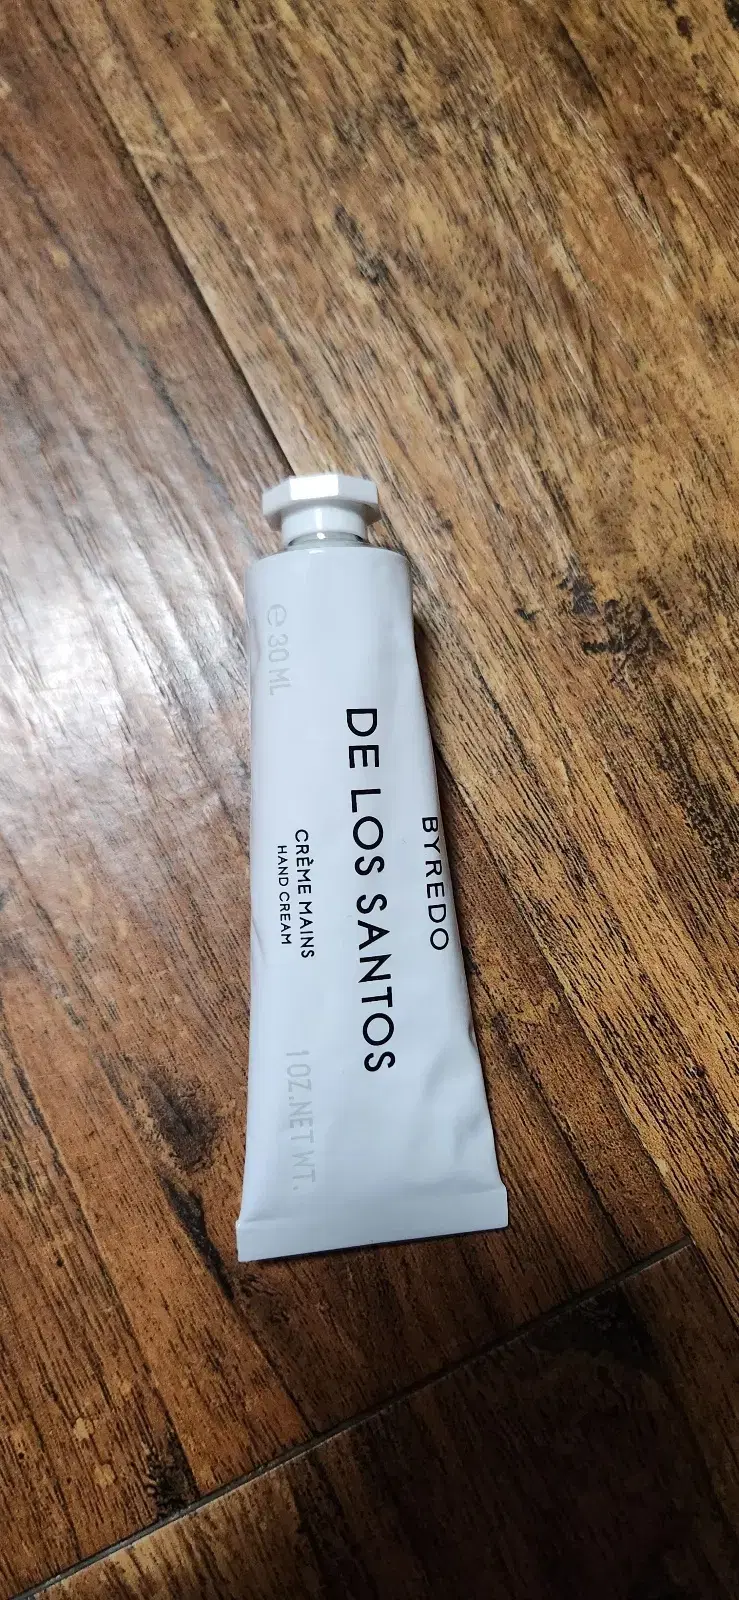 BYREDO
DE LOS SANTOS
CRÈME MAINS
HAND CREAM
℮ 30 ML
1 OZ.NET WT.